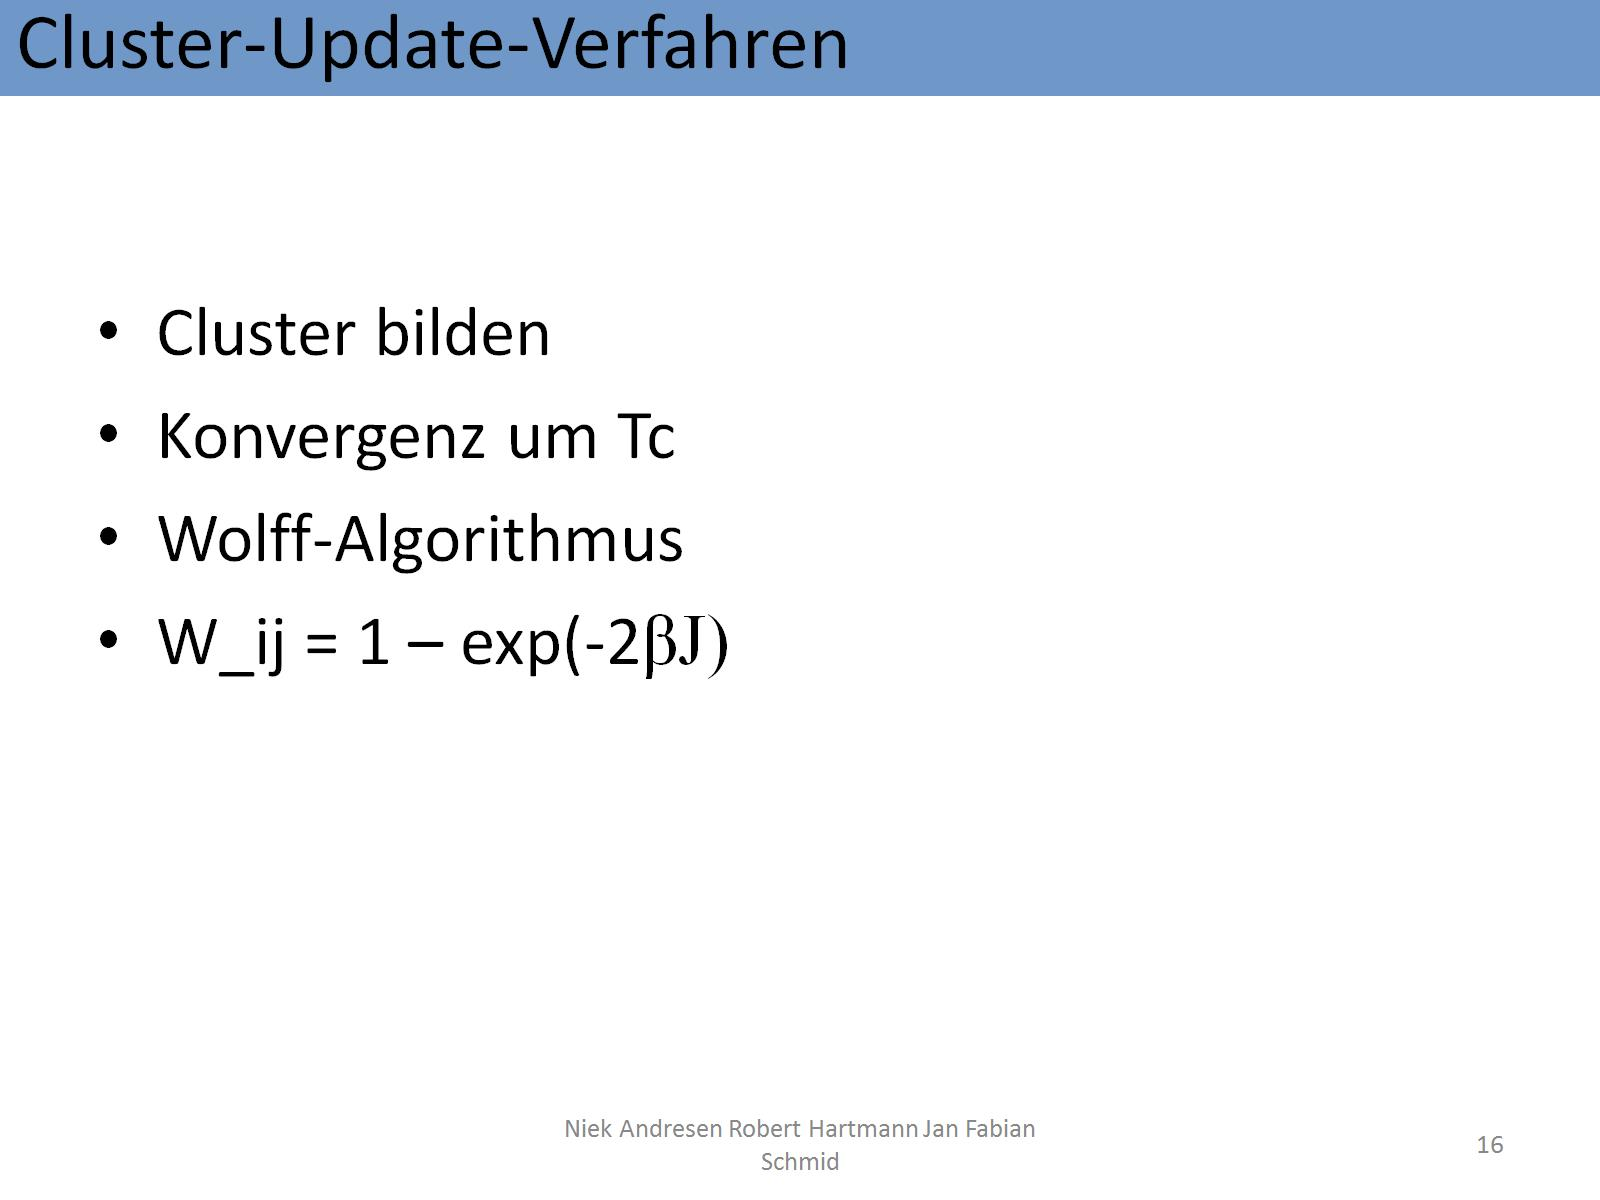 Cluster-Update-Verfahren
• Cluster bilden
• Konvergenz um Tc
• Wolff-Algorithmus
• W_ij = 1 – exp(-2βJ)
Niek Andresen Robert Hartmann Jan Fabian
Schmid
16